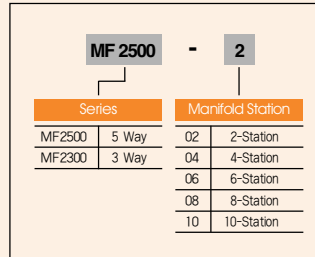 MF 2500 - 2
Series Manifold Station
MF2500 5 Way 02 2-Station
MF2300 3 Way 04 4-Station
06 6-Station
08 8-Station
10 10-Station